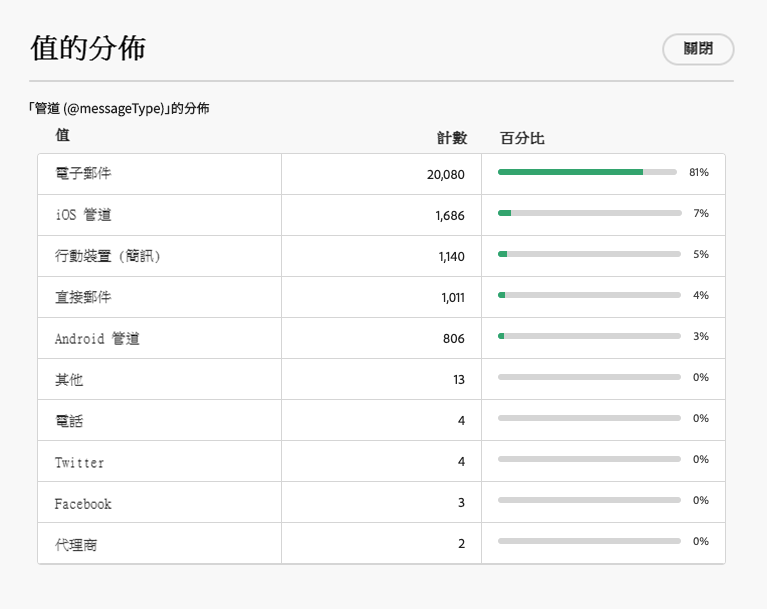 值的分佈
關閉
「管道 (@messageType)」的分佈
值 計數 百分比
電子郵件 20,080 81%
iOS 管道 1,686 7%
行動裝置 (簡訊) 1,140 5%
直接郵件 1,011 4%
Android 管道 806 3%
其他 13 0%
電話 4 0%
Twitter 4 0%
Facebook 3 0%
代理商 2 0%